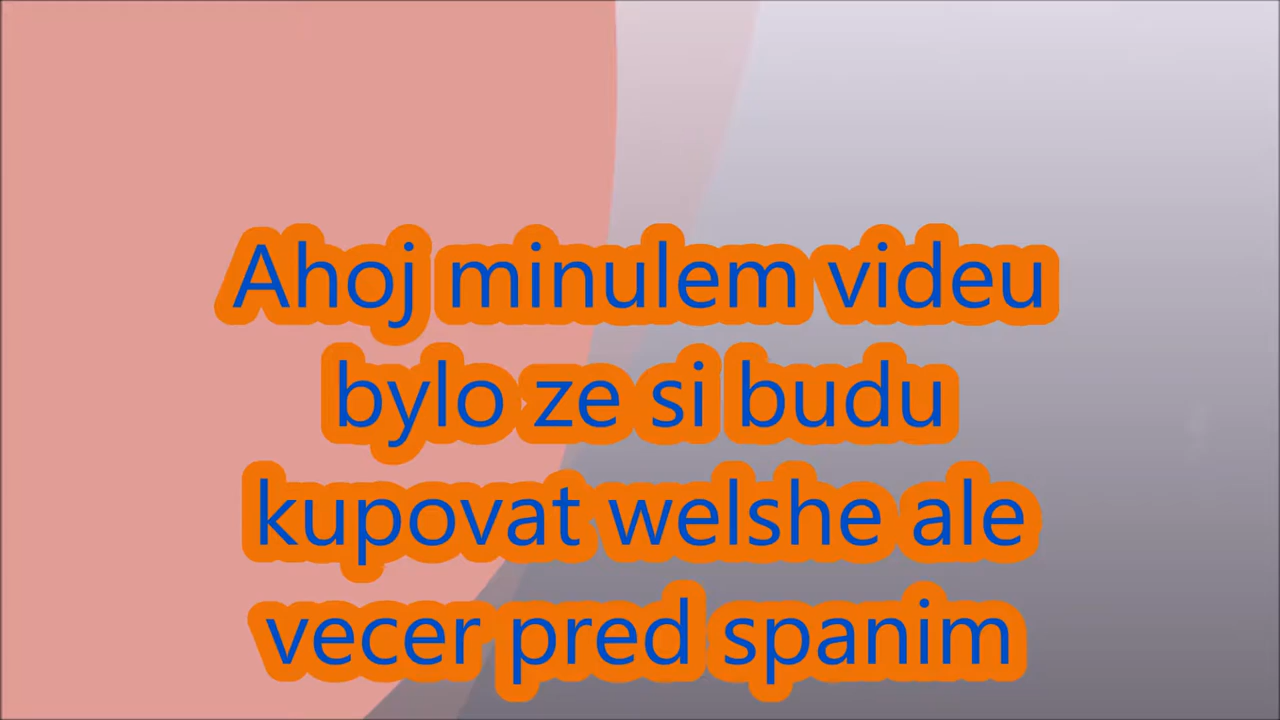 Ahoj minulem videu
bylo ze si budu
kupovat welshe ale
vecer pred spanim